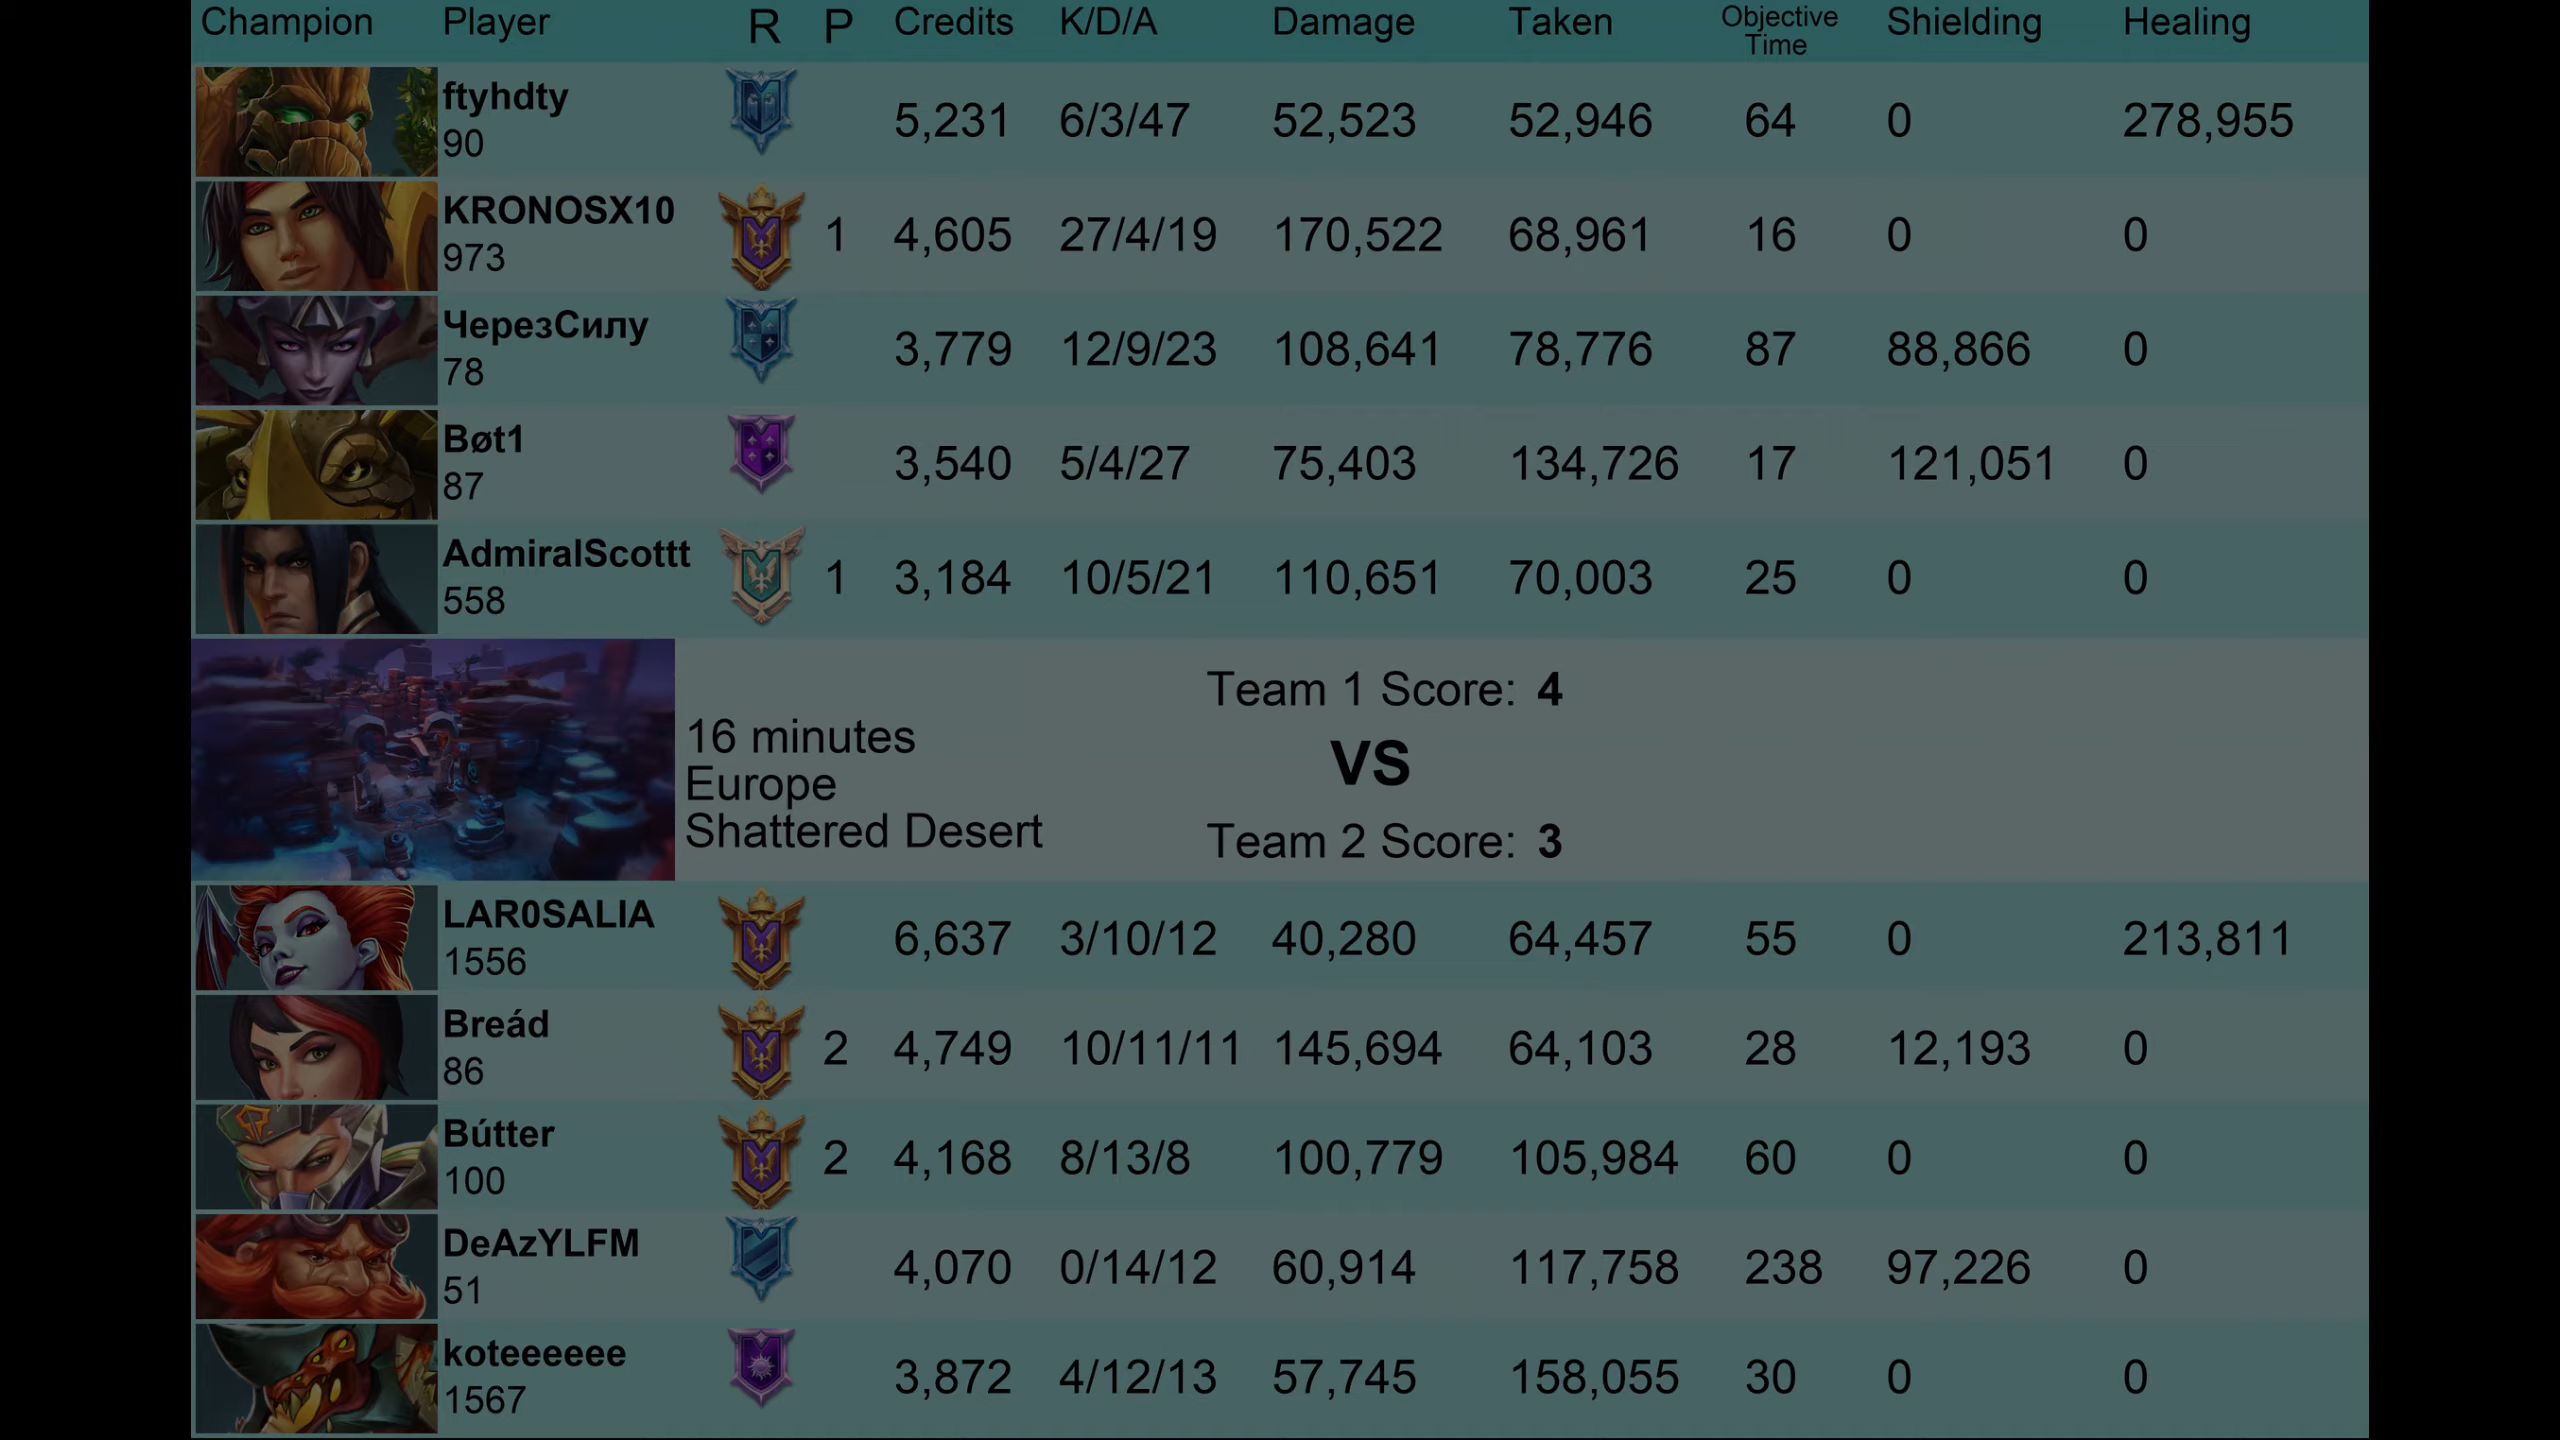 Champion Player R P Credits K/D/A Damage Taken Objective Time Shielding Healing
ftyhdty
90
5,231 6/3/47 52,523 52,946 64 0 278,955
KRONOSX10
973
1 4,605 27/4/19 170,522 68,961 16 0 0
ЧерезСилу
78
3,779 12/9/23 108,641 78,776 87 88,866 0
Bøt1
87
3,540 5/4/27 75,403 134,726 17 121,051 0
AdmiralScottt
558
1 3,184 10/5/21 110,651 70,003 25 0 0
16 minutes
Europe
Shattered Desert
Team 1 Score: 4
VS
Team 2 Score: 3
LAR0SALIA
1556
6,637 3/10/12 40,280 64,457 55 0 213,811
Breád
86
2 4,749 10/11/11 145,694 64,103 28 12,193 0
Bútter
100
2 4,168 8/13/8 100,779 105,984 60 0 0
DeAzYLFM
51
4,070 0/14/12 60,914 117,758 238 97,226 0
koteeeeee
1567
3,872 4/12/13 57,745 158,055 30 0 0